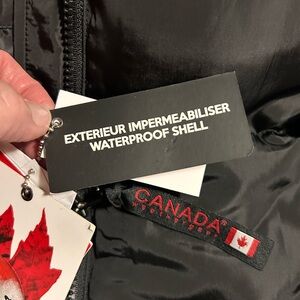 EXTERIEUR IMPERMEABILISER
WATERPROOF SHELL
CANADA